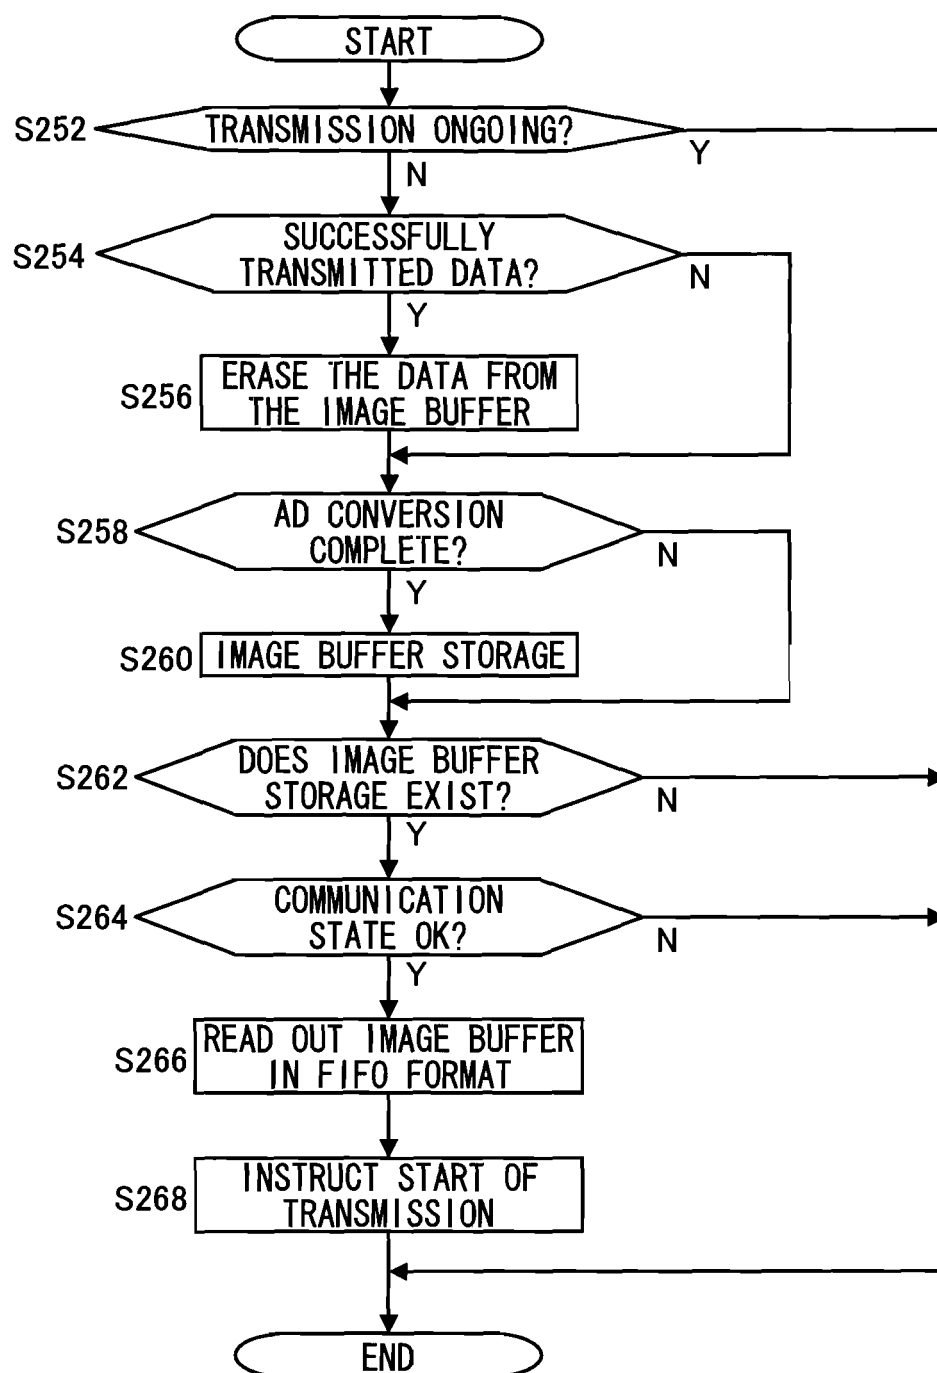 START
S252
TRANSMISSION ONGOING?
Y
N
S254
SUCCESSFULLY
TRANSMITTED DATA?
N
Y
S256
ERASE THE DATA FROM
THE IMAGE BUFFER
S258
AD CONVERSION
COMPLETE?
N
Y
S260
IMAGE BUFFER STORAGE
S262
DOES IMAGE BUFFER
STORAGE EXIST?
N
Y
S264
COMMUNICATION
STATE OK?
N
Y
S266
READ OUT IMAGE BUFFER
IN FIFO FORMAT
S268
INSTRUCT START OF
TRANSMISSION
END